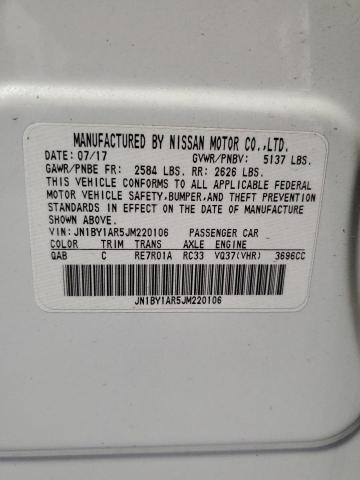 MANUFACTURED BY NISSAN MOTOR CO.,LTD.
DATE: 07/17 GVWR/PNBV: 5137 LBS.
GAWR/PNBE FR: 2584 LBS. RR: 2626 LBS.
THIS VEHICLE CONFORMS TO ALL APPLICABLE FEDERAL
MOTOR VEHICLE SAFETY,BUMPER,AND THEFT PREVENTION
STANDARDS IN EFFECT ON THE DATE OF MANUFACTURE
SHOWN ABOVE.
VIN: JN1BY1AR5JM220106 PASSENGER CAR
COLOR TRIM TRANS AXLE ENGINE
QAB C RE7R01A RC33 VQ37(VHR) 3696CC
JN1BY1AR5JM220106